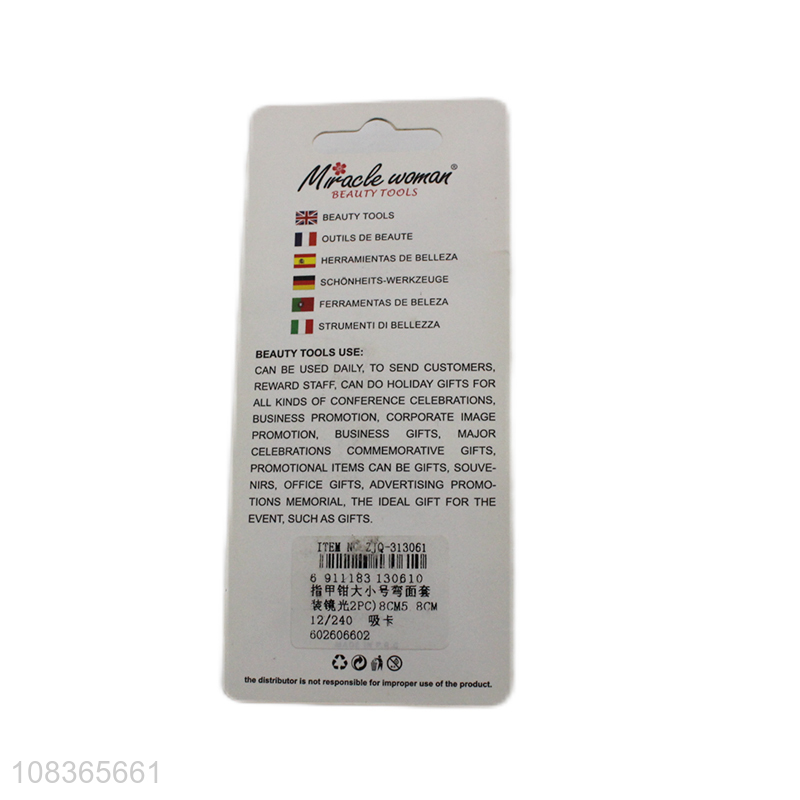 Miracle woman®
BEAUTY TOOLS
BEAUTY TOOLS
OUTILS DE BEAUTE
HERRAMIENTAS DE BELLEZA
SCHÖNHEITS-WERKZEUGE
FERRAMENTAS DE BELEZA
STRUMENTI DI BELLEZZA
BEAUTY TOOLS USE:
CAN BE USED DAILY, TO SEND CUSTOMERS,
REWARD STAFF, CAN DO HOLIDAY GIFTS FOR
ALL KINDS OF CONFERENCE CELEBRATIONS,
BUSINESS PROMOTION, CORPORATE IMAGE
PROMOTION, BUSINESS GIFTS, MAJOR
CELEBRATIONS COMMEMORATIVE GIFTS,
PROMOTIONAL ITEMS CAN BE GIFTS, SOUVE-
NIRS, OFFICE GIFTS, ADVERTISING PROMO-
TIONS MEMORIAL, THE IDEAL GIFT FOR THE
EVENT, SUCH AS GIFTS.
ITEM NO ZJQ-313061
6 911183 130610
指甲钳大小号弯面套
装镜光2PC)8CM5 8CM
12/240 吸卡
602606602
the distributor is not responsible for improper use of the product.
108365661